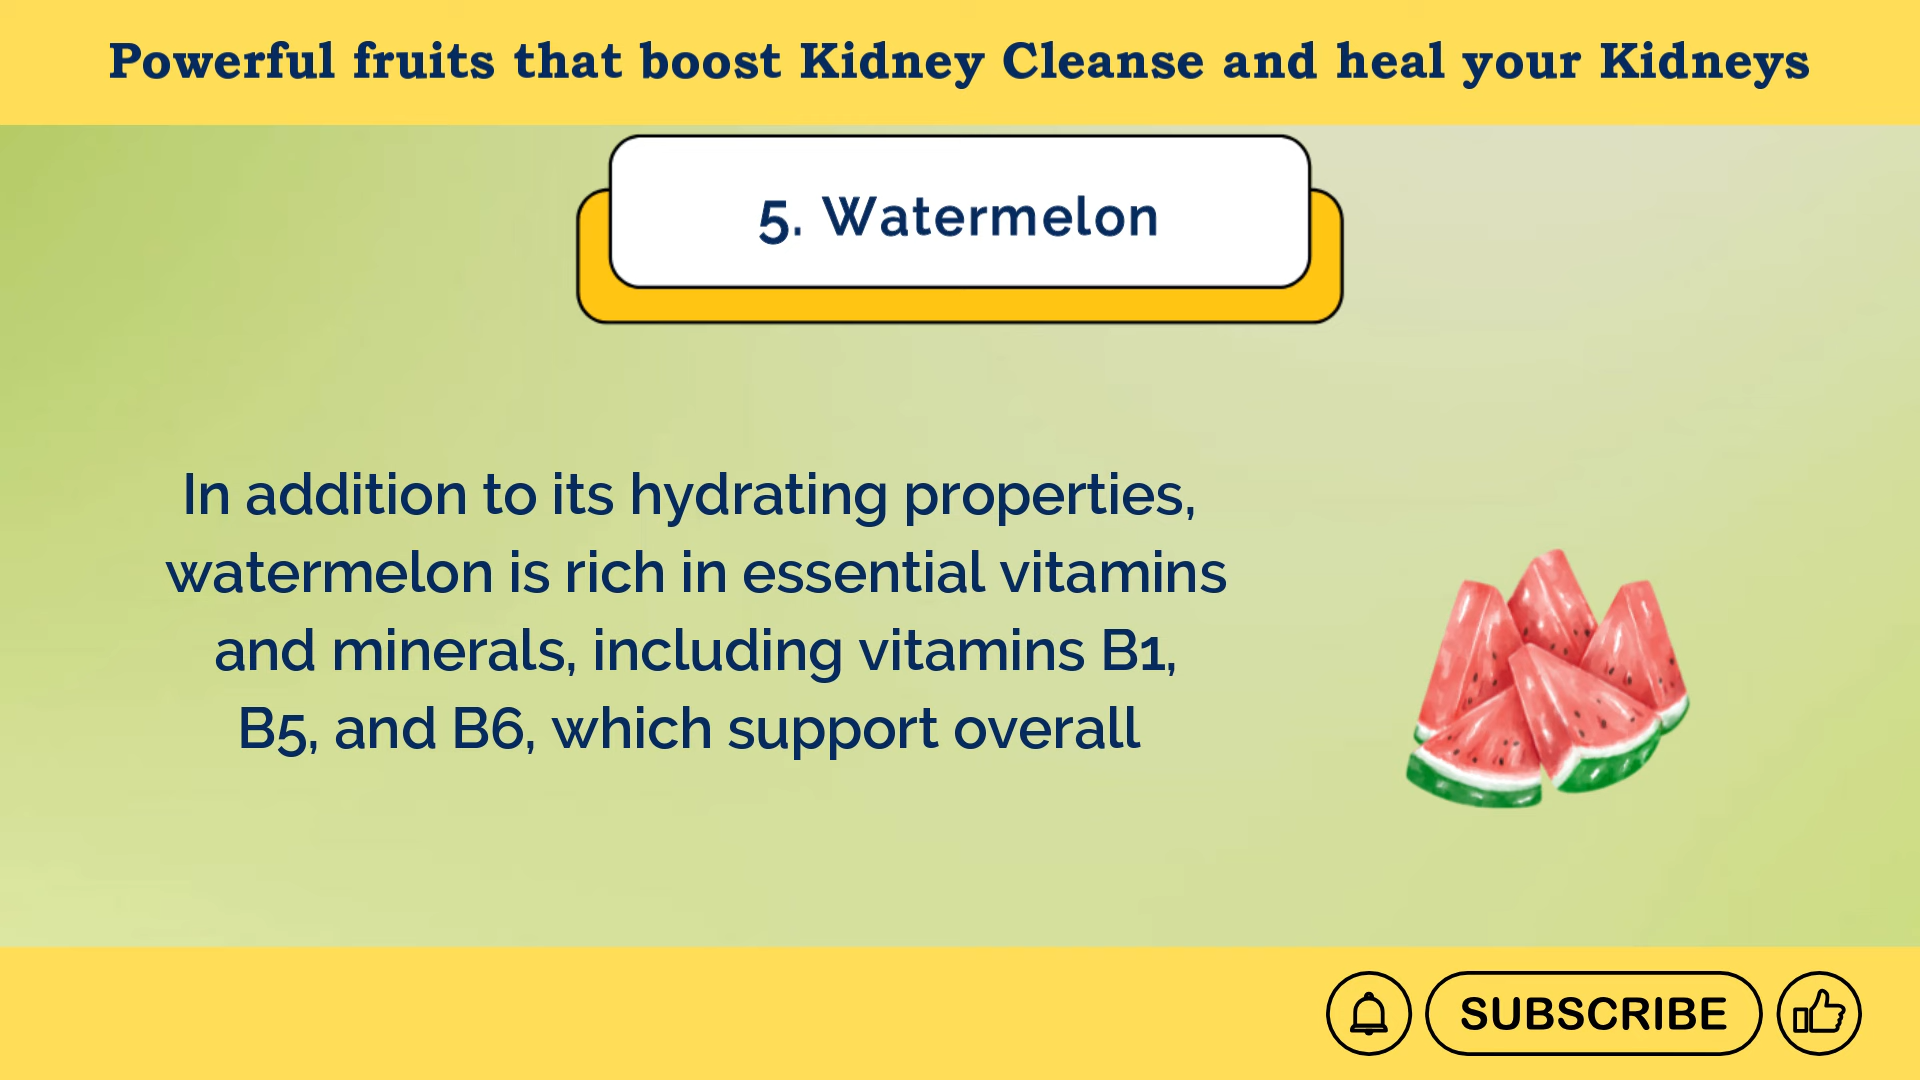 Powerful fruits that boost Kidney Cleanse and heal your Kidneys
5. Watermelon
In addition to its hydrating properties,
watermelon is rich in essential vitamins
and minerals, including vitamins B1,
B5, and B6, which support overall
SUBSCRIBE